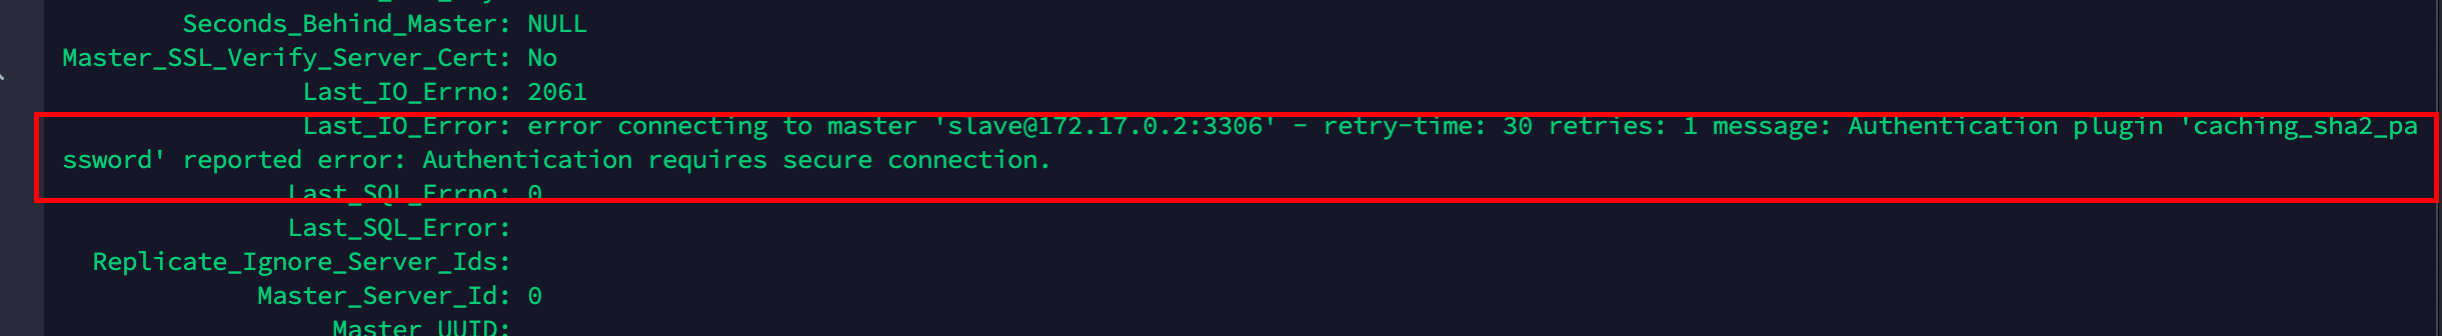 Seconds_Behind_Master: NULL
Master_SSL_Verify_Server_Cert: No
Last_IO_Errno: 2061
Last_IO_Error: error connecting to master 'slave@172.17.0.2:3306' - retry-time: 30 retries: 1 message: Authentication plugin 'caching_sha2_pa
ssword' reported error: Authentication requires secure connection.
Last_SQL_Errno: 0
Last_SQL_Error:
Replicate_Ignore_Server_Ids:
Master_Server_Id: 0
Master_UUID: